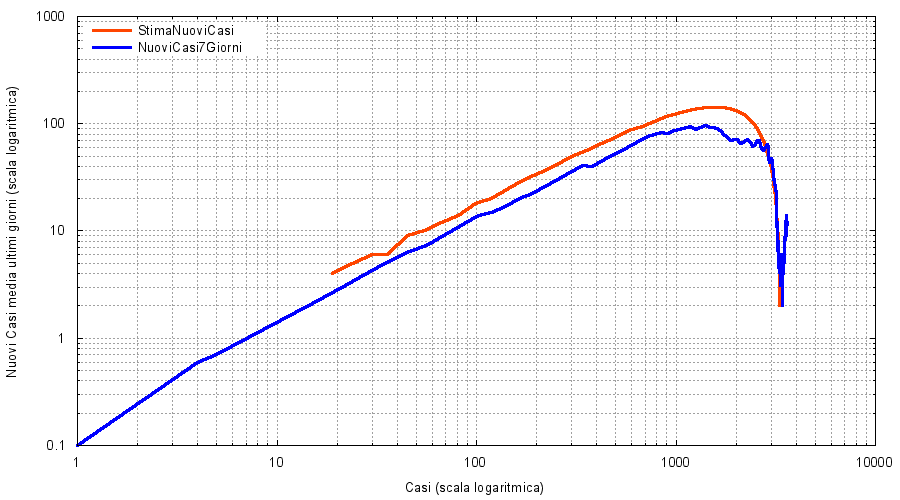 1000
100
10
1
0.1
StimaNuoviCasi
NuoviCasi7Giorni
Nuovi Casi media ultimi giorni (scala logaritmica)
1 10 100 1000 10000
Casi (scala logaritmica)